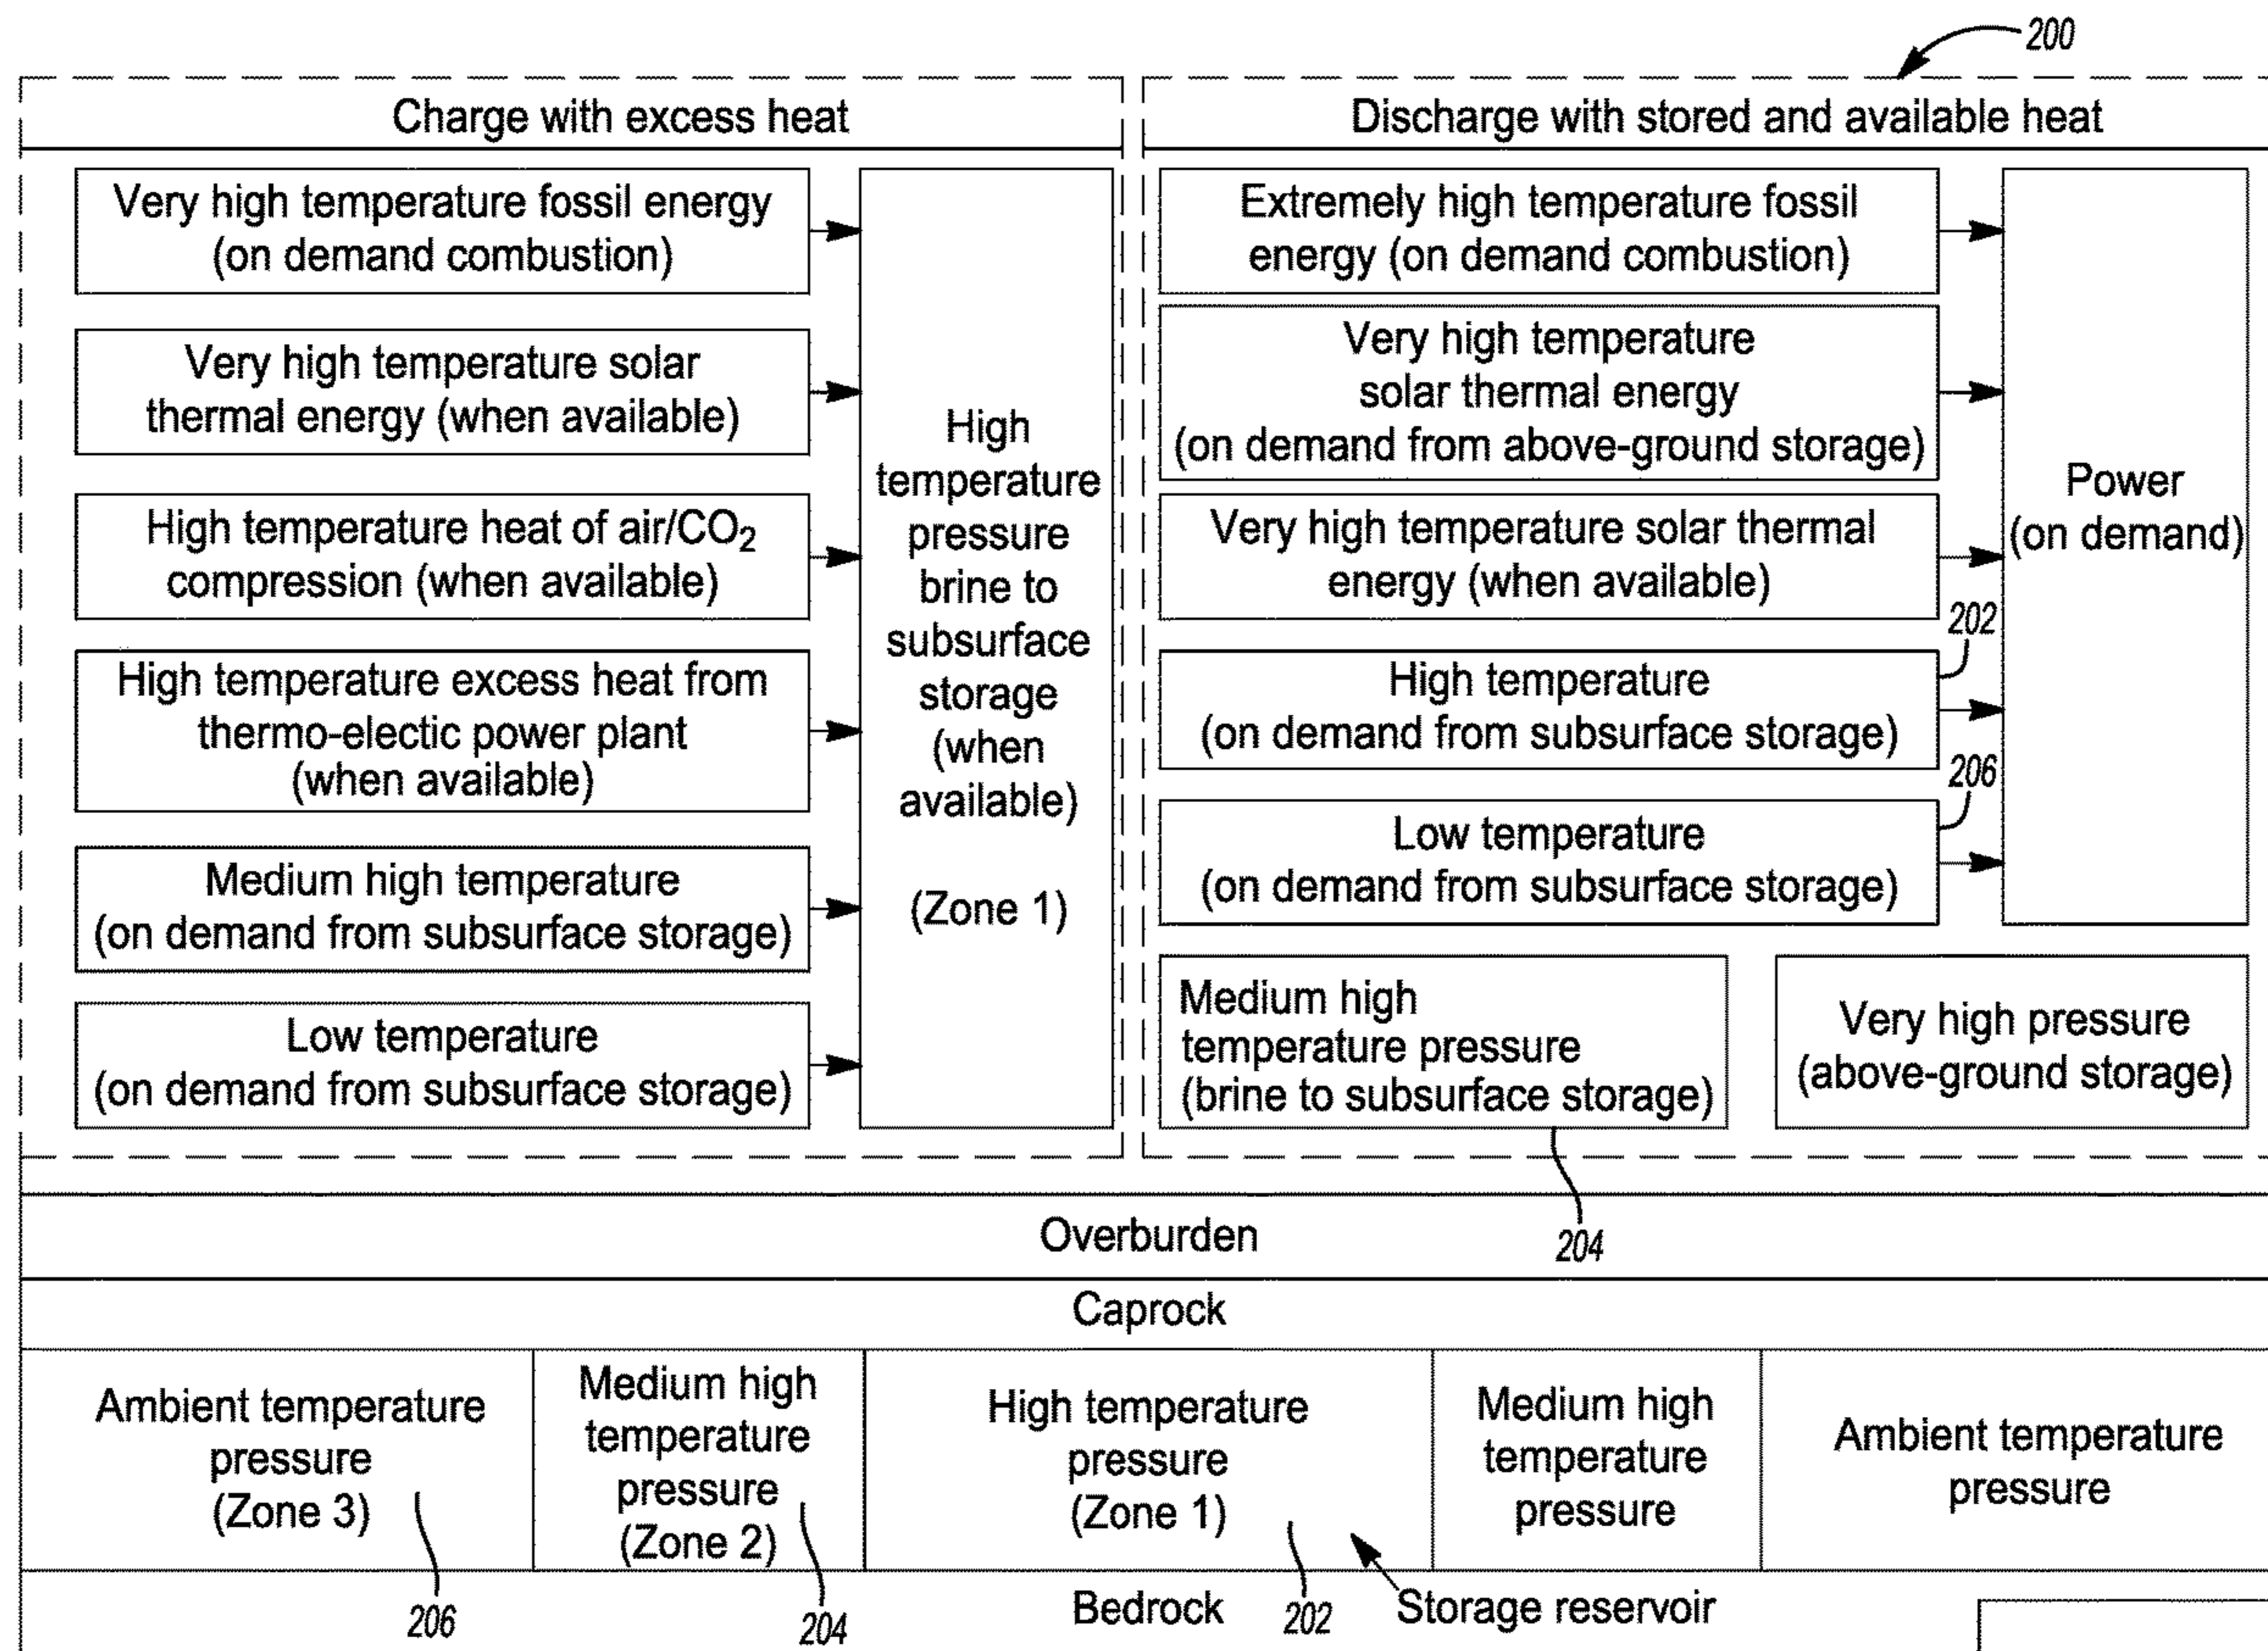 200
Charge with excess heat
Very high temperature fossil energy
(on demand combustion)
Very high temperature solar
thermal energy (when available)
High temperature heat of air/CO₂
compression (when available)
High temperature excess heat from
thermo-electic power plant
(when available)
Medium high temperature
(on demand from subsurface storage)
Low temperature
(on demand from subsurface storage)
High
temperature
pressure
brine to
subsurface
storage
(when
available)
(Zone 1)
Discharge with stored and available heat
Extremely high temperature fossil
energy (on demand combustion)
Very high temperature
solar thermal energy
(on demand from above-ground storage)
Very high temperature solar thermal
energy (when available)
202
High temperature
(on demand from subsurface storage)
206
Low temperature
(on demand from subsurface storage)
Power
(on demand)
Medium high
temperature pressure
(brine to subsurface storage)
Very high pressure
(above-ground storage)
204
Overburden
Caprock
Ambient temperature
pressure
(Zone 3)
206
Medium high
temperature
pressure
(Zone 2)
204
High temperature
pressure
(Zone 1)
202
Medium high
temperature
pressure
Ambient temperature
pressure
Bedrock
Storage reservoir